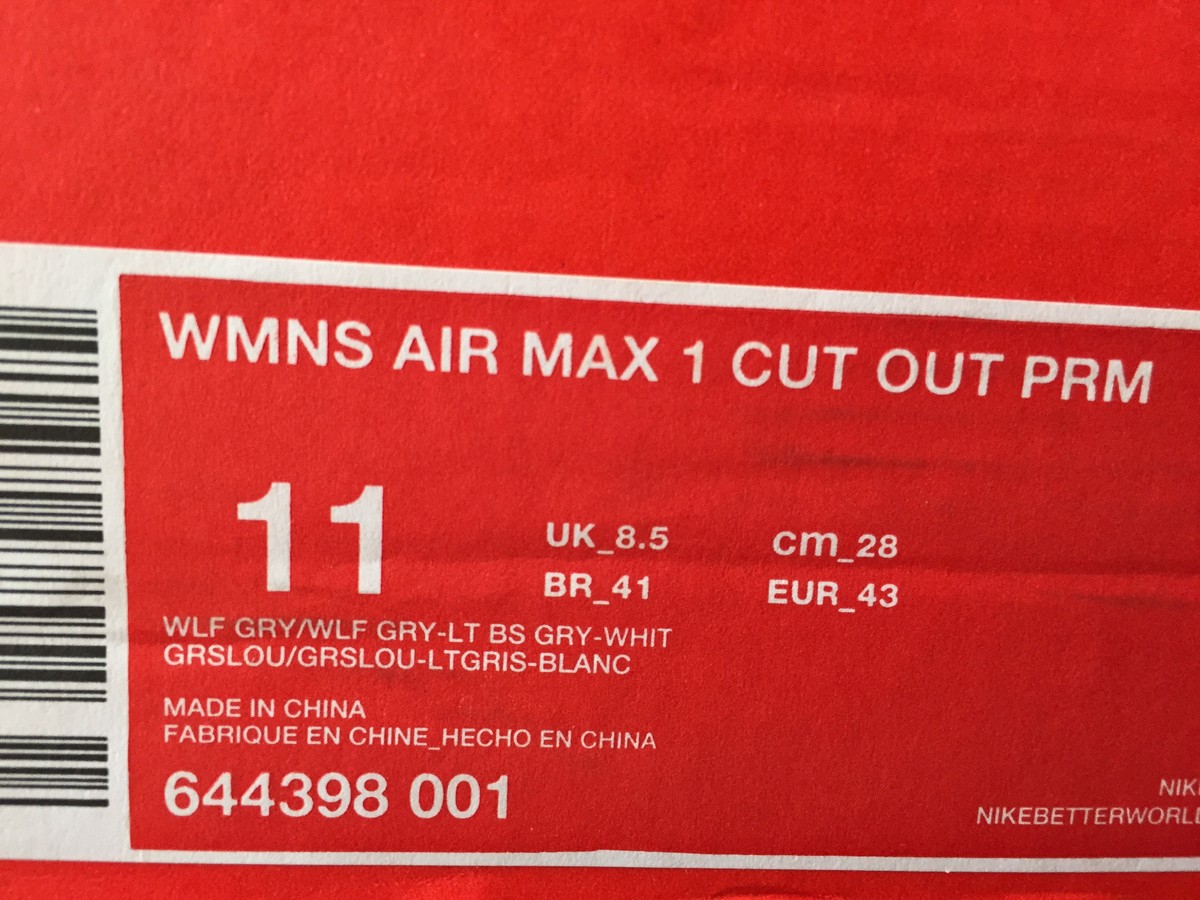 WMNS AIR MAX 1 CUT OUT PRM
11
UK_8.5 cm_28
BR_41 EUR_43
WLF GRY/WLF GRY-LT BS GRY-WHIT
GRSLOU/GRSLOU-LTGRIS-BLANC
MADE IN CHINA
FABRIQUE EN CHINE_HECHO EN CHINA
644398 001
NIKE
NIKEBETTERWORLD